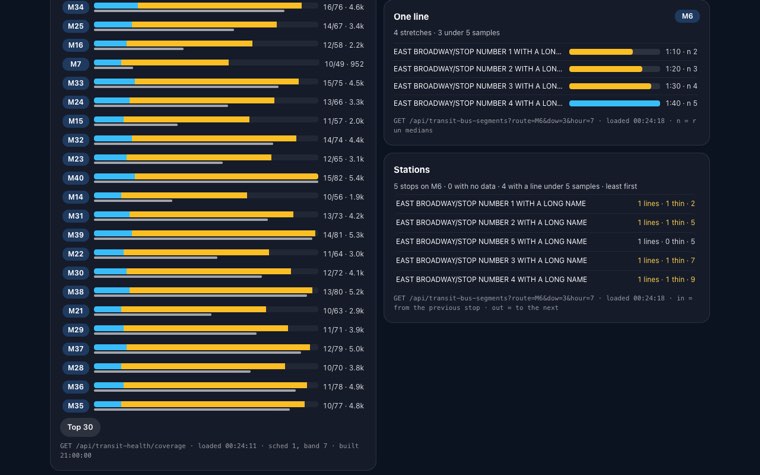 M34 16/76 · 4.6k
M25 14/67 · 3.4k
M16 12/58 · 2.2k
M7 10/49 · 952
M33 15/75 · 4.5k
M24 13/66 · 3.3k
M15 11/57 · 2.0k
M32 14/74 · 4.4k
M23 12/65 · 3.1k
M40 15/82 · 5.4k
M14 10/56 · 1.9k
M31 13/73 · 4.2k
M39 14/81 · 5.3k
M22 11/64 · 3.0k
M30 12/72 · 4.1k
M38 13/80 · 5.2k
M21 10/63 · 2.9k
M29 11/71 · 3.9k
M37 12/79 · 5.0k
M28 10/70 · 3.8k
M36 11/78 · 4.9k
M35 10/77 · 4.8k
Top 30
GET /api/transit-health/coverage · loaded 00:24:11 · sched 1, band 7 · built
21:00:00
One line M6
4 stretches · 3 under 5 samples
EAST BROADWAY/STOP NUMBER 1 WITH A LON... 1:10 · n 2
EAST BROADWAY/STOP NUMBER 2 WITH A LON... 1:20 · n 3
EAST BROADWAY/STOP NUMBER 3 WITH A LON... 1:30 · n 4
EAST BROADWAY/STOP NUMBER 4 WITH A LON... 1:40 · n 5
GET /api/transit-bus-segments?route=M6&dow=3&hour=7 · loaded 00:24:18 · n = r
un medians
Stations
5 stops on M6 · 0 with no data · 4 with a line under 5 samples · least first
EAST BROADWAY/STOP NUMBER 1 WITH A LONG NAME 1 lines · 1 thin · 2
EAST BROADWAY/STOP NUMBER 2 WITH A LONG NAME 1 lines · 1 thin · 5
EAST BROADWAY/STOP NUMBER 5 WITH A LONG NAME 1 lines · 0 thin · 5
EAST BROADWAY/STOP NUMBER 3 WITH A LONG NAME 1 lines · 1 thin · 7
EAST BROADWAY/STOP NUMBER 4 WITH A LONG NAME 1 lines · 1 thin · 9
GET /api/transit-bus-segments?route=M6&dow=3&hour=7 · loaded 00:24:18 · in =
from the previous stop · out = to the next